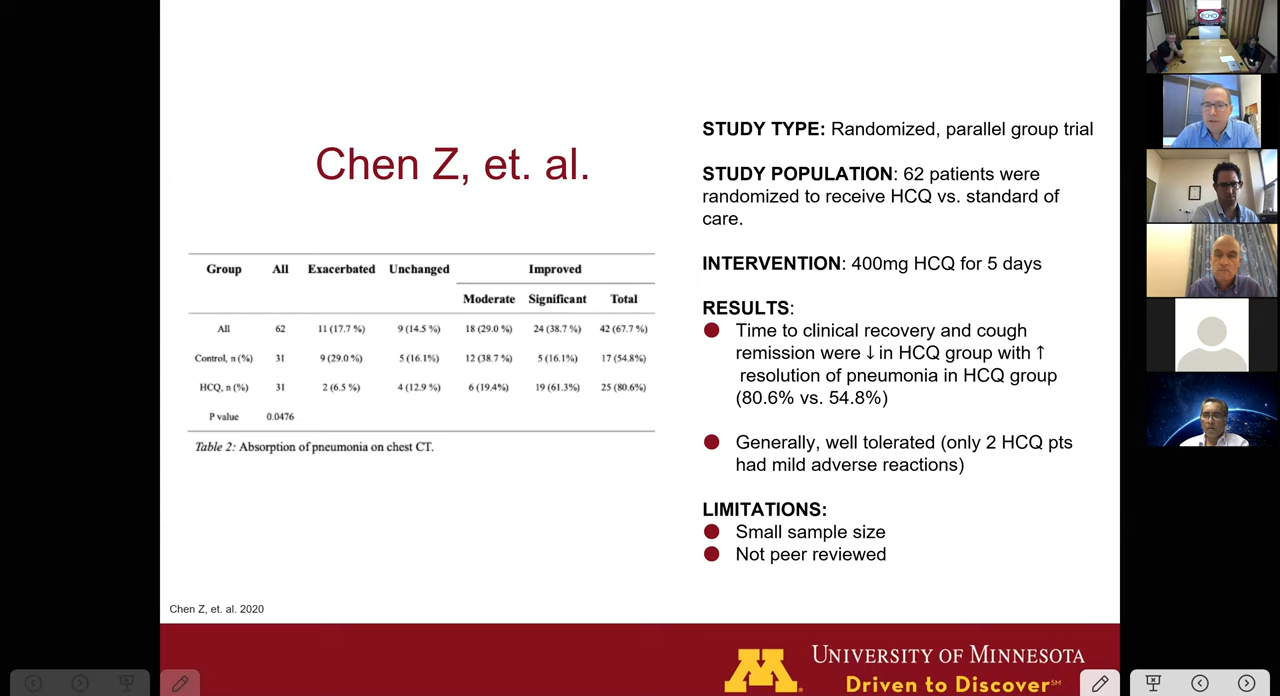 Chen Z, et. al.
Group All Exacerbated Unchanged Improved
Moderate Significant Total
All 62 11 (17.7 %) 9 (14.5 %) 18 (29.0 %) 24 (38.7 %) 42 (67.7 %)
Control, n (%) 31 9 (29.0 %) 5 (16.1%) 12 (38.7 %) 5 (16.1%) 17 (54.8%)
HCQ, n (%) 31 2 (6.5 %) 4 (12.9 %) 6 (19.4%) 19 (61.3%) 25 (80.6%)
P value 0.0476
Table 2: Absorption of pneumonia on chest CT.
STUDY TYPE: Randomized, parallel group trial
STUDY POPULATION: 62 patients were
randomized to receive HCQ vs. standard of
care.
INTERVENTION: 400mg HCQ for 5 days
RESULTS:
Time to clinical recovery and cough
remission were ↓ in HCQ group with ↑
resolution of pneumonia in HCQ group
(80.6% vs. 54.8%)
Generally, well tolerated (only 2 HCQ pts
had mild adverse reactions)
LIMITATIONS:
Small sample size
Not peer reviewed
Chen Z, et. al. 2020
M
UNIVERSITY OF MINNESOTA
Driven to Discover℠
ECHO